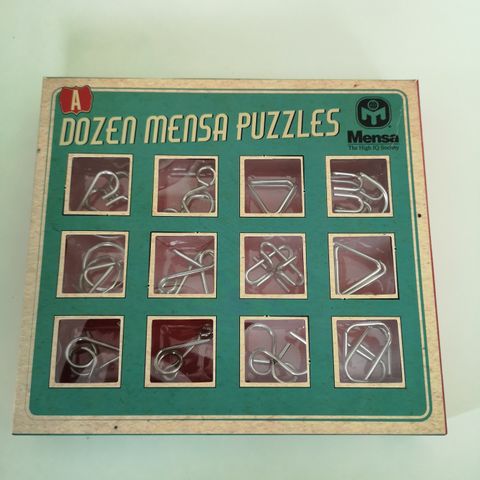 A
DOZEN MENSA PUZZLES
Mensa
The High IQ Society